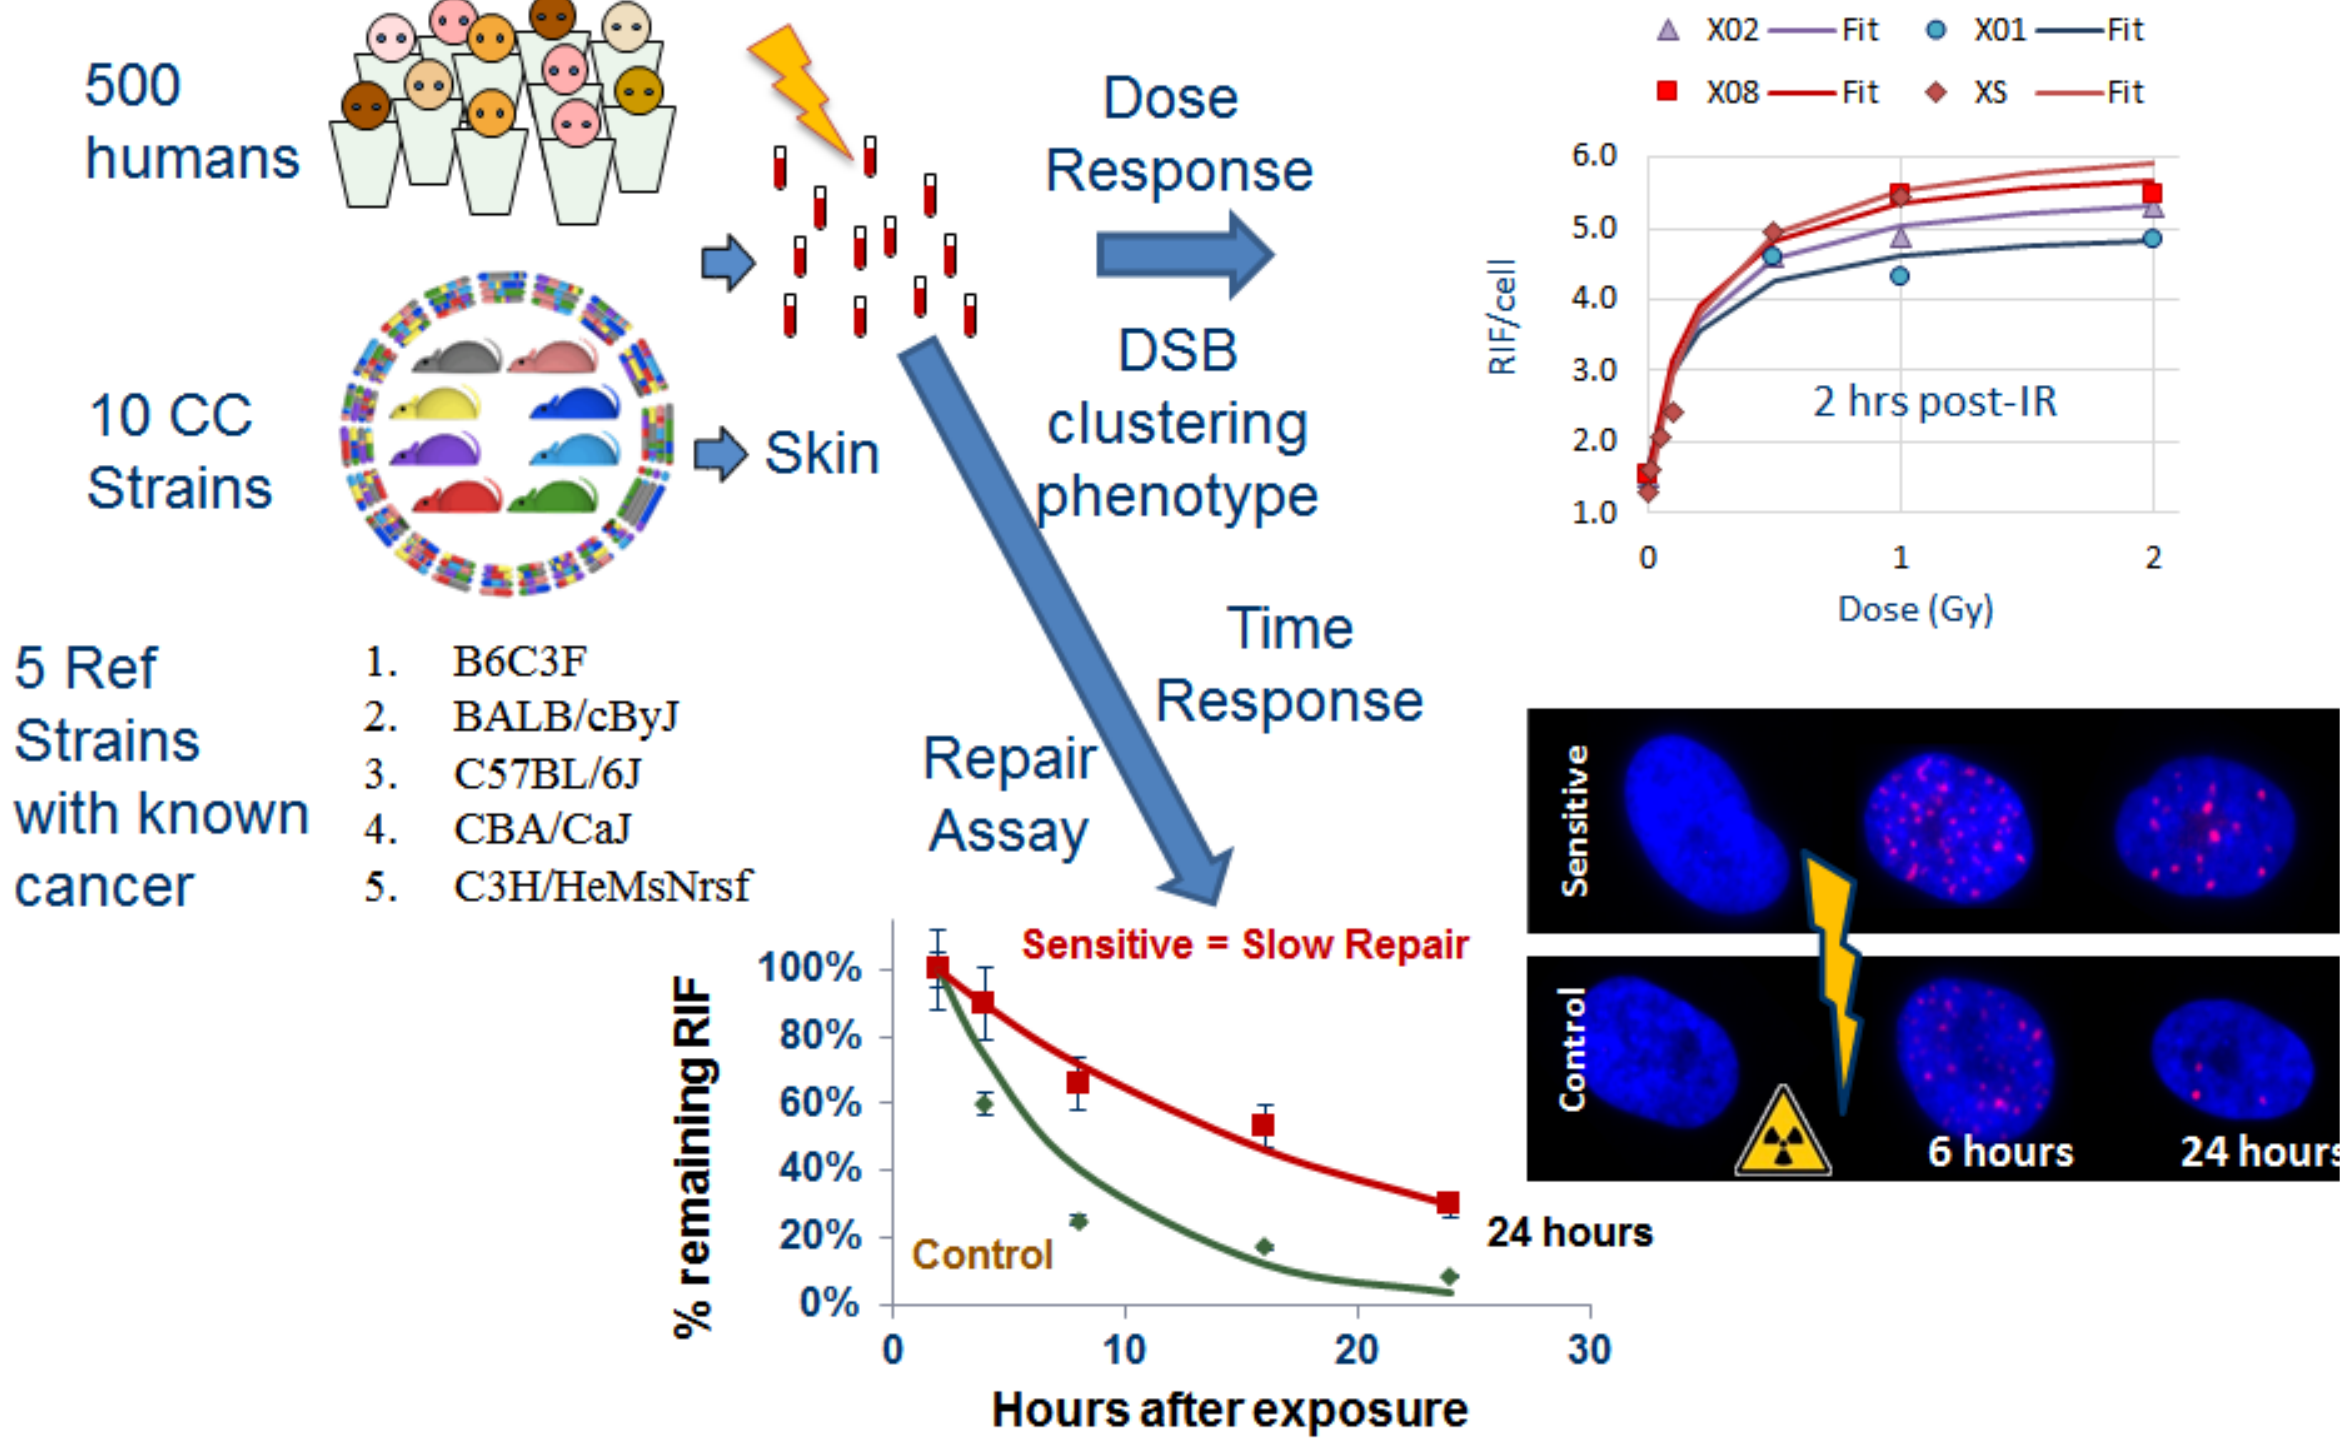 500
humans
10 CC
Strains
Skin
5 Ref
Strains
with known
cancer
1. B6C3F
2. BALB/cByJ
3. C57BL/6J
4. CBA/CaJ
5. C3H/HeMsNrsf
Dose
Response
DSB
clustering
phenotype
Time
Response
Repair
Assay
X02 Fit X01 Fit
X08 Fit XS Fit
6.0
5.0
4.0
3.0
2.0
1.0
RIF/cell
2 hrs post-IR
0 1 2
Dose (Gy)
Sensitive
Control
6 hours 24 hours
Sensitive = Slow Repair
100%
80%
60%
40%
20%
0%
% remaining RIF
Control
24 hours
0 10 20 30
Hours after exposure